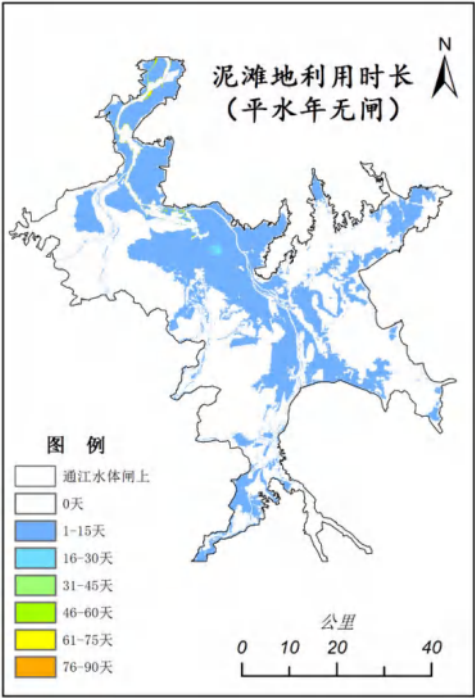 泥滩地利用时长
（平水年无闸）
N
图 例
通江水体闸上
0天
1-15天
16-30天
31-45天
46-60天
61-75天
76-90天
公里
0 10 20 40